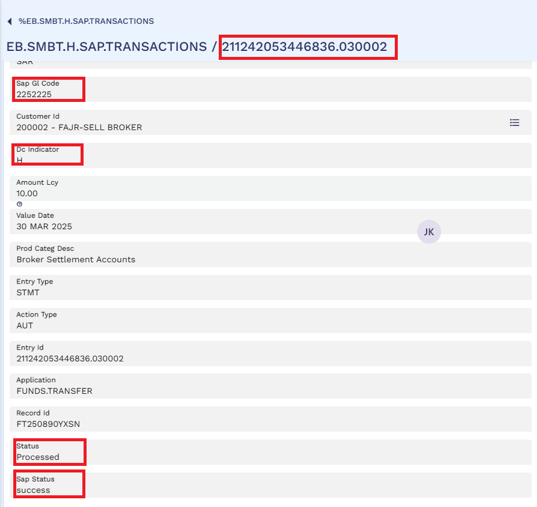 %EB.SMBT.H.SAP.TRANSACTIONS
EB.SMBT.H.SAP.TRANSACTIONS / 211242053446836.030002
SAR
Sap Gl Code
2252225
Customer Id
200002 - FAJR-SELL BROKER
Dc Indicator
H
Amount Lcy
10.00
Value Date
30 MAR 2025
JK
Prod Categ Desc
Broker Settlement Accounts
Entry Type
STMT
Action Type
AUT
Entry Id
211242053446836.030002
Application
FUNDS.TRANSFER
Record Id
FT250890YXSN
Status
Processed
Sap Status
success